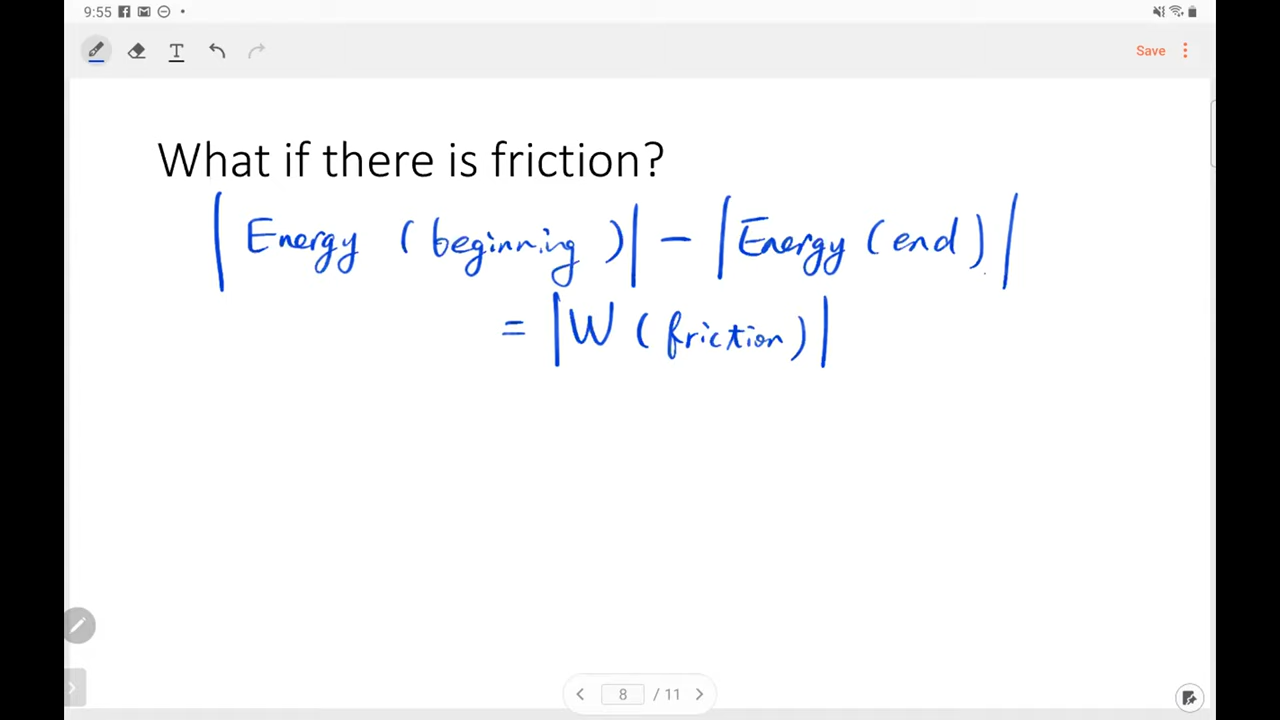 9:55
Save
What if there is friction?
|Energy (beginning)| - |Energy (end)|
= |W (friction)|
8 / 11